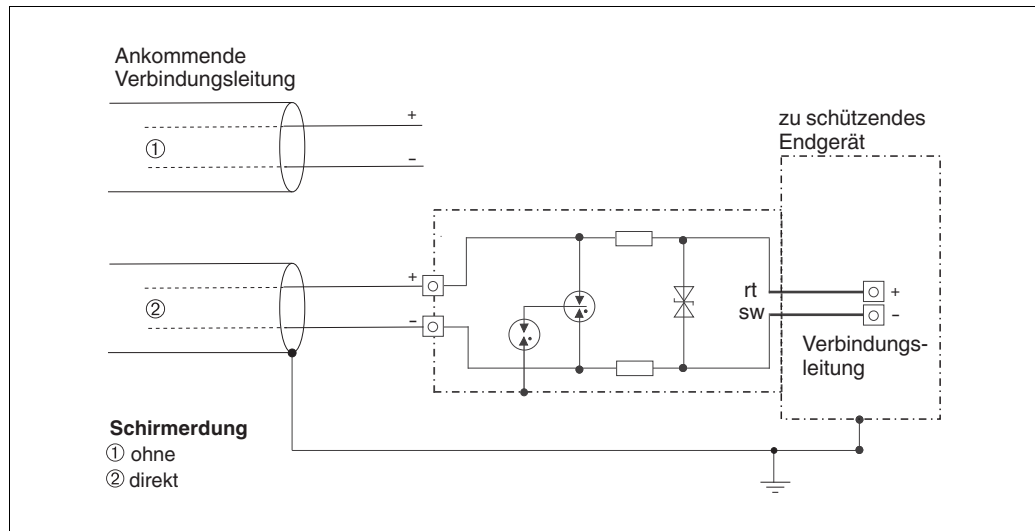 Ankommende
Verbindungsleitung
+
①
−
zu schützendes
Endgerät
+
②
−
rt
+
sw
−
Verbindungs-
leitung
Schirmerdung
① ohne
② direkt